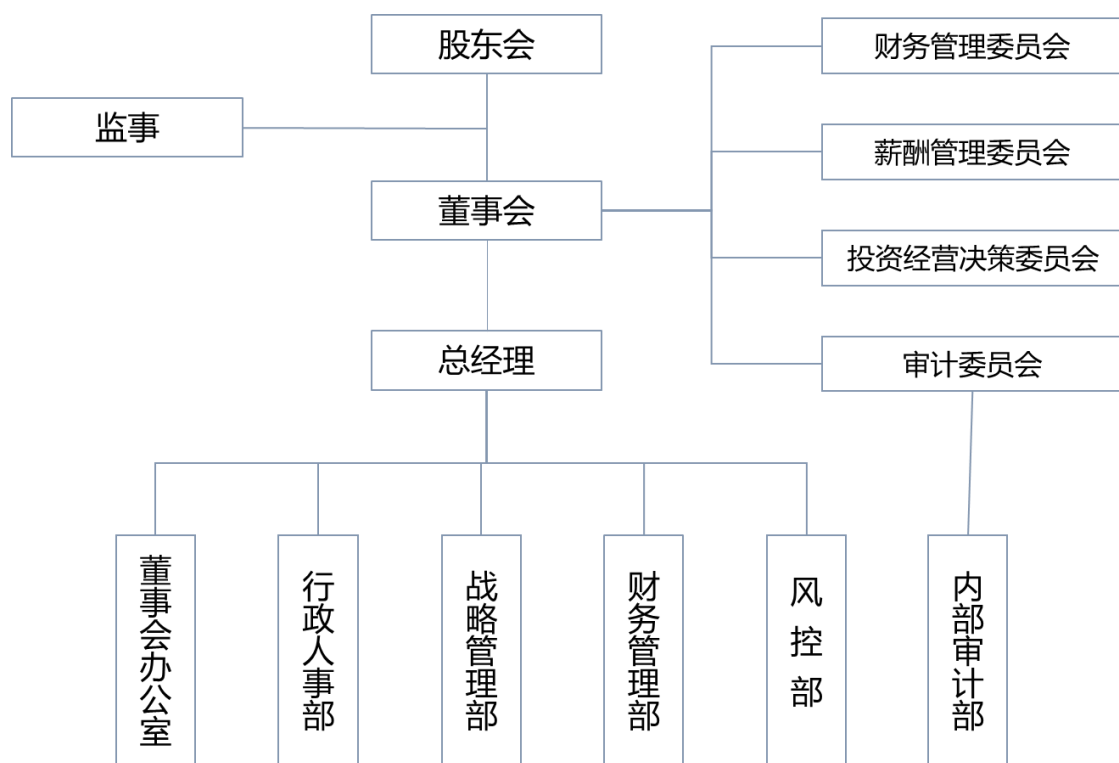 股东会
财务管理委员会
监事
薪酬管理委员会
董事会
投资经营决策委员会
总经理
审计委员会
董事会办公室
行政人事部
战略管理部
财务管理部
风控部
内部审计部